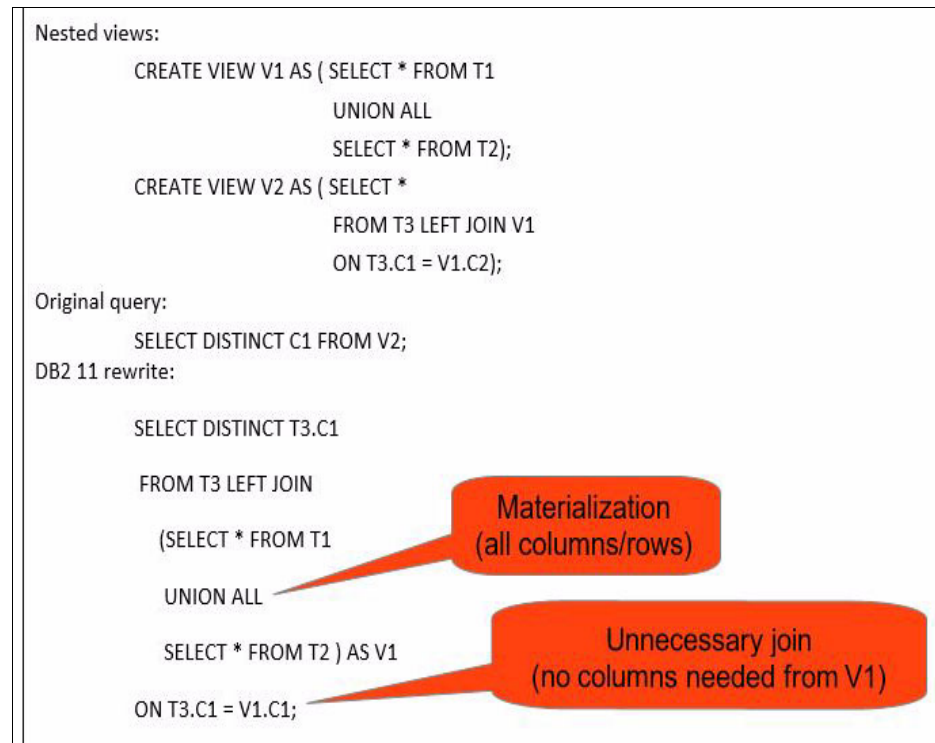 Nested views:
CREATE VIEW V1 AS ( SELECT * FROM T1
UNION ALL
SELECT * FROM T2);
CREATE VIEW V2 AS ( SELECT *
FROM T3 LEFT JOIN V1
ON T3.C1 = V1.C2);
Original query:
SELECT DISTINCT C1 FROM V2;
DB2 11 rewrite:
SELECT DISTINCT T3.C1
FROM T3 LEFT JOIN
(SELECT * FROM T1
UNION ALL
SELECT * FROM T2 ) AS V1
ON T3.C1 = V1.C1;
Materialization
(all columns/rows)
Unnecessary join
(no columns needed from V1)